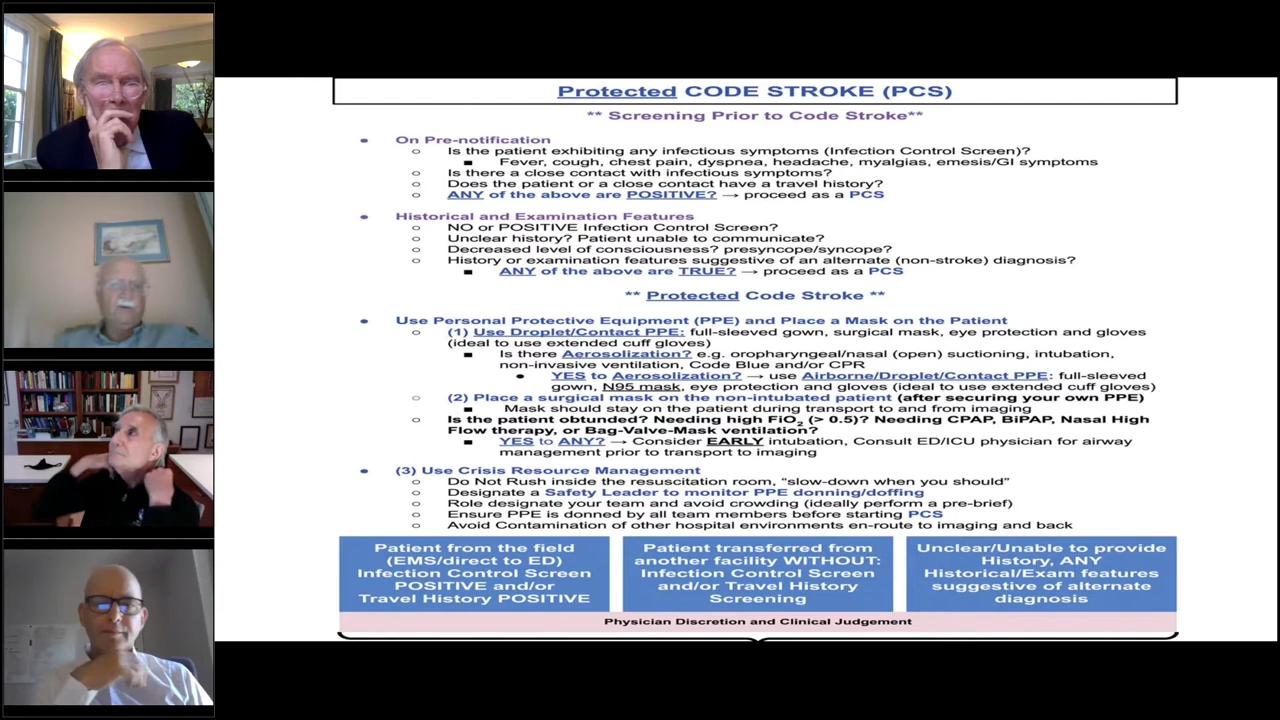 Protected CODE STROKE (PCS)
** Screening Prior to Code Stroke**
On Pre-notification
Is the patient exhibiting any infectious symptoms (Infection Control Screen)?
Fever, cough, chest pain, dyspnea, headache, myalgias, emesis/GI symptoms
Is there a close contact with infectious symptoms?
Does the patient or a close contact have a travel history?
ANY of the above are POSITIVE? → proceed as a PCS
Historical and Examination Features
NO or POSITIVE Infection Control Screen?
Unclear history? Patient unable to communicate?
Decreased level of consciousness? presyncope/syncope?
History or examination features suggestive of an alternate (non-stroke) diagnosis?
ANY of the above are TRUE? → proceed as a PCS
** Protected Code Stroke **
Use Personal Protective Equipment (PPE) and Place a Mask on the Patient
(1) Use Droplet/Contact PPE: full-sleeved gown, surgical mask, eye protection and gloves
(ideal to use extended cuff gloves)
Is there Aerosolization? e.g. oropharyngeal/nasal (open) suctioning, intubation,
non-invasive ventilation, Code Blue and/or CPR
YES to Aerosolization? → use Airborne/Droplet/Contact PPE: full-sleeved
gown, N95 mask, eye protection and gloves (ideal to use extended cuff gloves)
(2) Place a surgical mask on the non-intubated patient (after securing your own PPE)
Mask should stay on the patient during transport to and from imaging
Is the patient obtunded? Needing high FiO2 (> 0.5)? Needing CPAP, BiPAP, Nasal High
Flow therapy, or Bag-Valve-Mask ventilation?
YES to ANY? → Consider EARLY intubation, Consult ED/ICU physician for airway
management prior to transport to imaging
(3) Use Crisis Resource Management
Do Not Rush inside the resuscitation room, “slow-down when you should”
Designate a Safety Leader to monitor PPE donning/doffing
Role designate your team and avoid crowding (ideally perform a pre-brief)
Ensure PPE is donned by all team members before starting PCS
Avoid Contamination of other hospital environments en-route to imaging and back
Patient from the field
(EMS/direct to ED)
Infection Control Screen
POSITIVE and/or
Travel History POSITIVE
Patient transferred from
another facility WITHOUT:
Infection Control Screen
and/or Travel History
Screening
Unclear/Unable to provide
History, ANY
Historical/Exam features
suggestive of alternate
diagnosis
Physician Discretion and Clinical Judgement